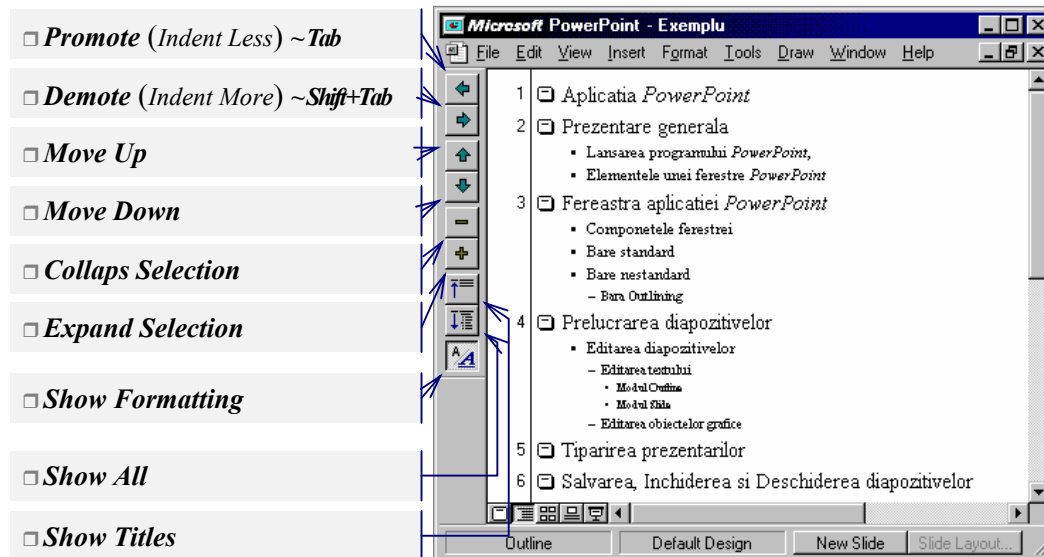 Promote (Indent Less) ~Tab
Demote (Indent More) ~Shift+Tab
Move Up
Move Down
Collaps Selection
Expand Selection
Show Formatting
Show All
Show Titles
Microsoft PowerPoint - Exemplu
File Edit View Insert Format Tools Draw Window Help
1 Aplicatia PowerPoint
2 Prezentare generala
Lansarea programului PowerPoint,
Elementele unei ferestre PowerPoint
3 Fereastra aplicatiei PowerPoint
Componetele ferestrei
Bare standard
Bare nestandard
– Bara Outlining
4 Prelucrarea diapozitivelor
Editarea diapozitivelor
– Editarea textului
Modul Outline
Modul Slide
– Editarea obiectelor grafice
5 Tiparirea prezentarilor
6 Salvarea, Inchiderea si Deschiderea diapozitivelor
Outline Default Design New Slide Slide Layout...